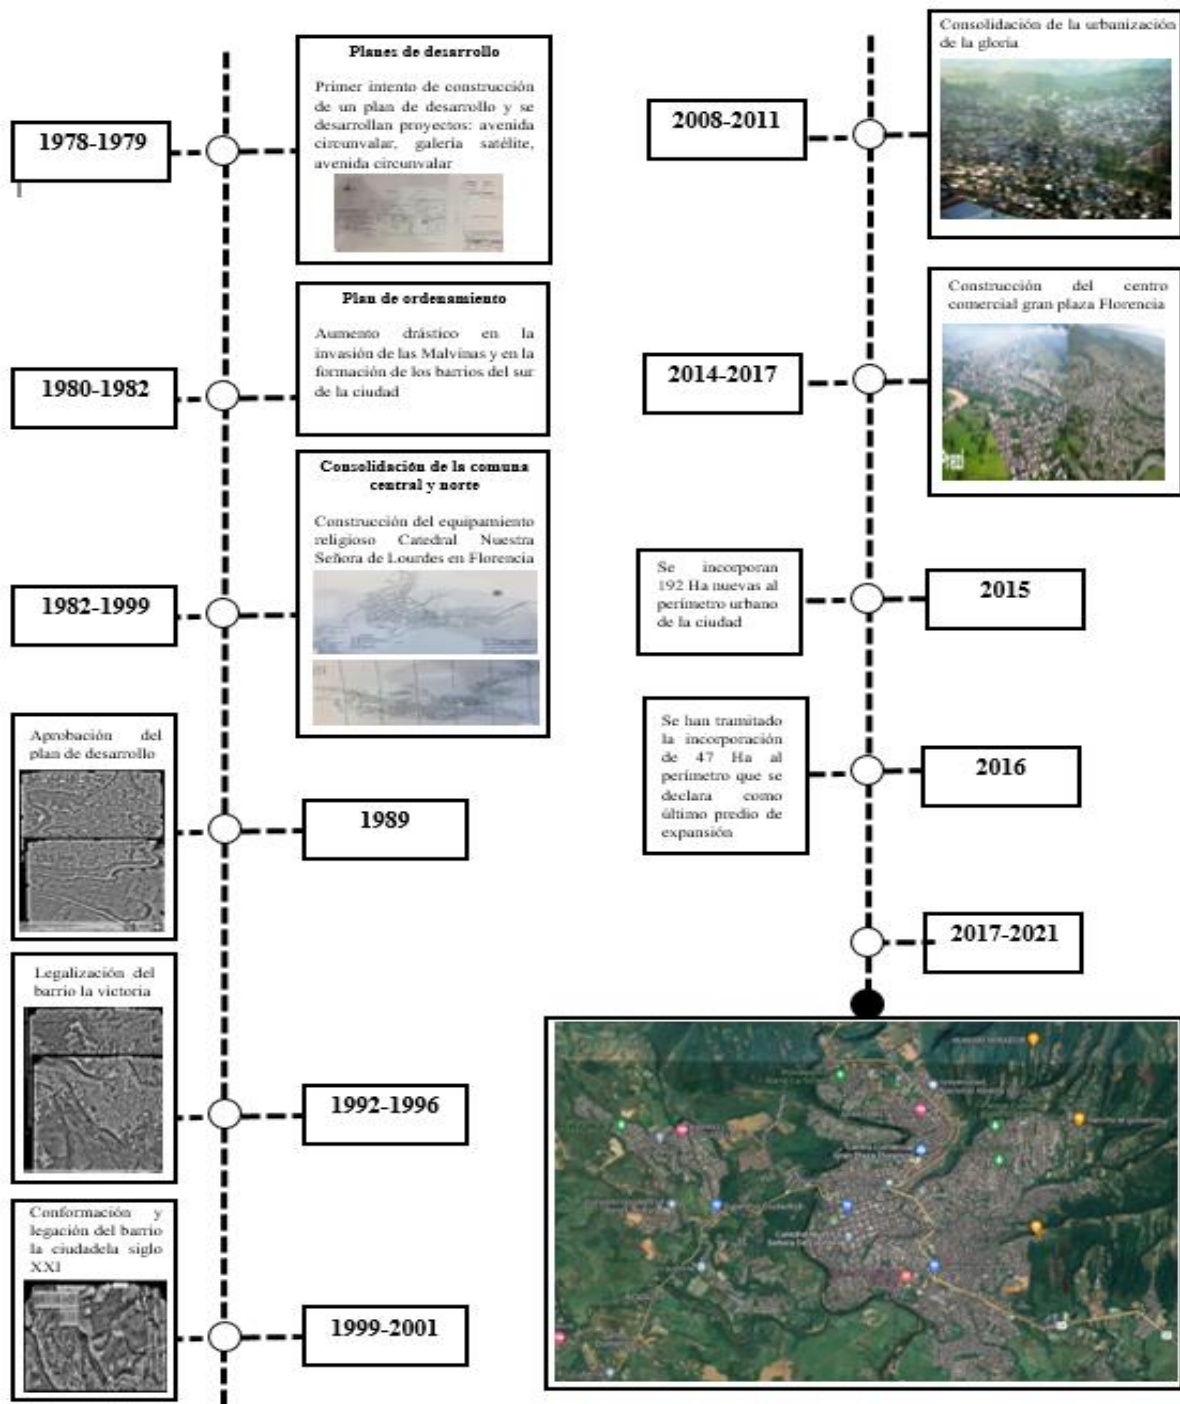 Planes de desarrollo
Primer intento de construcción
de un plan de desarrollo y se
desarrollan proyectos: avenida
circunvalar, galería satélite,
avenida circunvalar
1978-1979
Plan de ordenamiento
Aumento drástico en la
invasión de las Malvinas y en la
formación de los barrios del sur
de la ciudad
1980-1982
Consolidación de la comuna
central y norte
Construcción del equipamiento
religioso Catedral Nuestra
Señora de Lourdes en Florencia
1982-1999
Aprobación del
plan de desarrollo
1989
Legalización del
barrio la victoria
1992-1996
Conformación y
legación del barrio
la ciudadela siglo
XXI
1999-2001
Consolidación de la urbanización
de la gloria
2008-2011
Construcción del centro
comercial gran plaza Florencia
Prezi
2014-2017
Se incorporan
192 Ha nuevas al
perímetro urbano
de la ciudad
2015
Se han tramitado
la incorporación
de 47 Ha al
perímetro que se
declara como
último predio de
expansión
2016
2017-2021
Gran Plaza Florencia